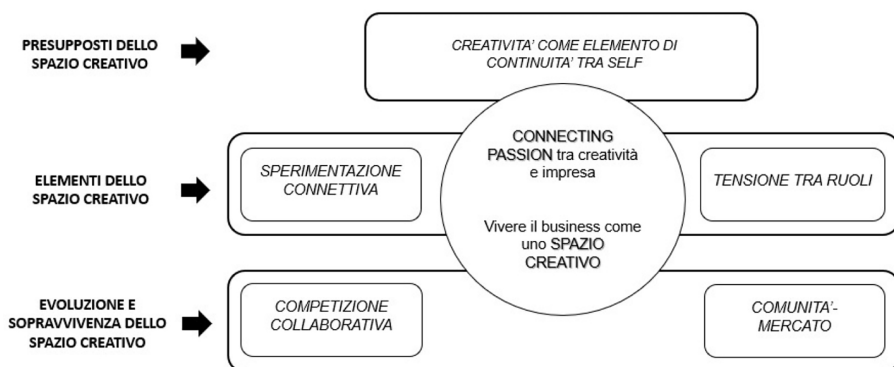 PRESUPPOSTI DELLO
SPAZIO CREATIVO
CREATIVITA' COME ELEMENTO DI
CONTINUITA' TRA SELF
ELEMENTI DELLO
SPAZIO CREATIVO
SPERIMENTAZIONE
CONNETTIVA
CONNECTING
PASSION tra creatività
e impresa
Vivere il business come
uno SPAZIO
CREATIVO
TENSIONE TRA RUOLI
EVOLUZIONE E
SOPRAVVIVENZA DELLO
SPAZIO CREATIVO
COMPETIZIONE
COLLABORATIVA
COMUNITA'-
MERCATO